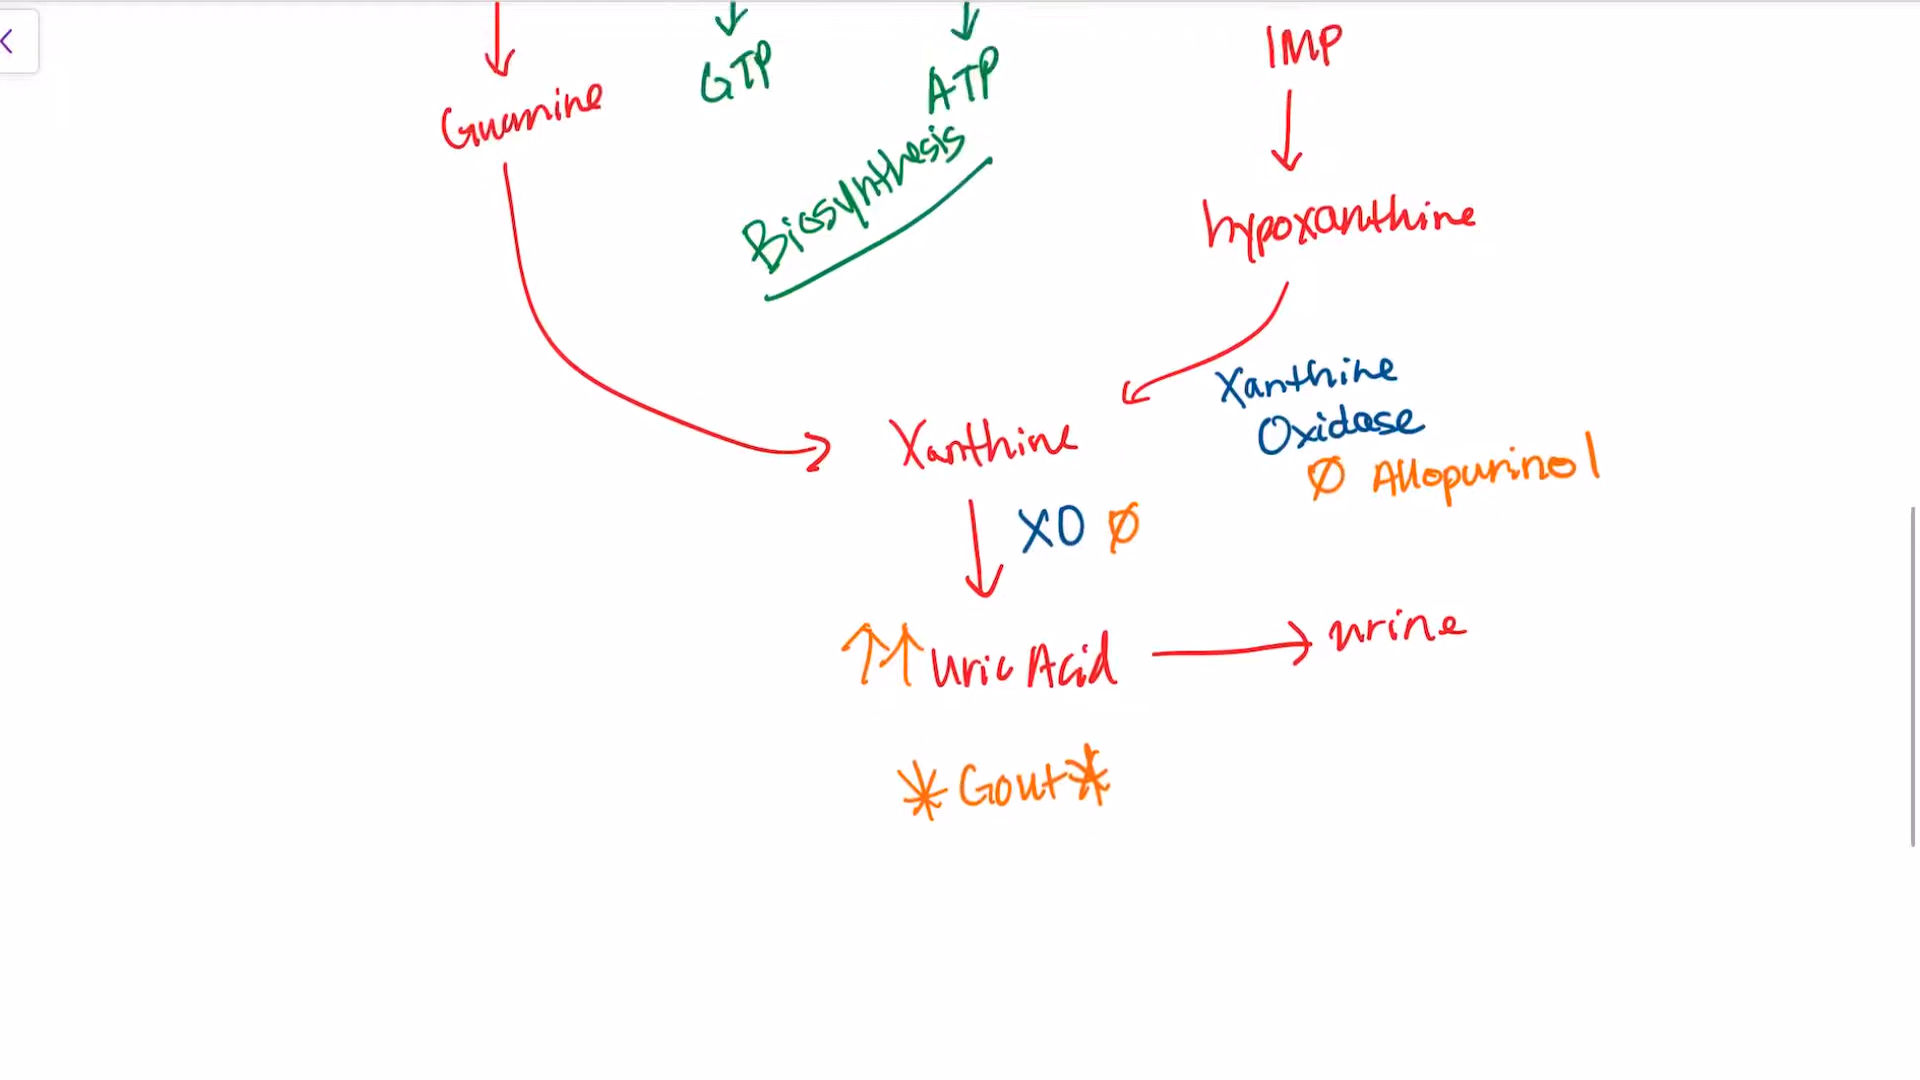 IMP
GTP
ATP
Guanine
Biosynthesis
hypoxanthine
Xanthine
Oxidase
Ø Allopurinol
Xanthine
XO Ø
↑↑ Uric Acid → urine
*Gout*